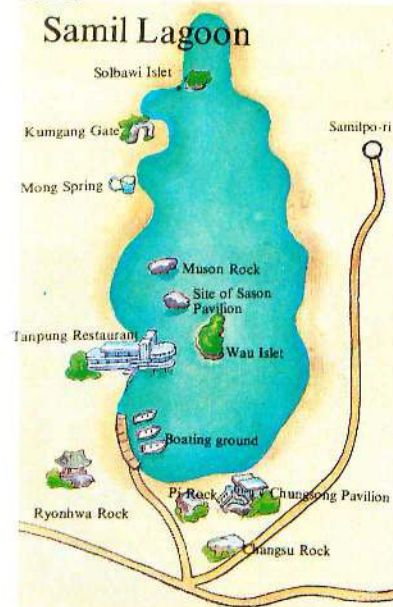 Samil Lagoon
Solbawi Islet
Kumgang Gate
Samilpo-ri
Mong Spring
Muson Rock
Site of Sason
Pavilion
Tanpung Restaurant
Wau Islet
Boating ground
Pi Rock
Chungsong Pavilion
Ryonhwa Rock
Changsu Rock